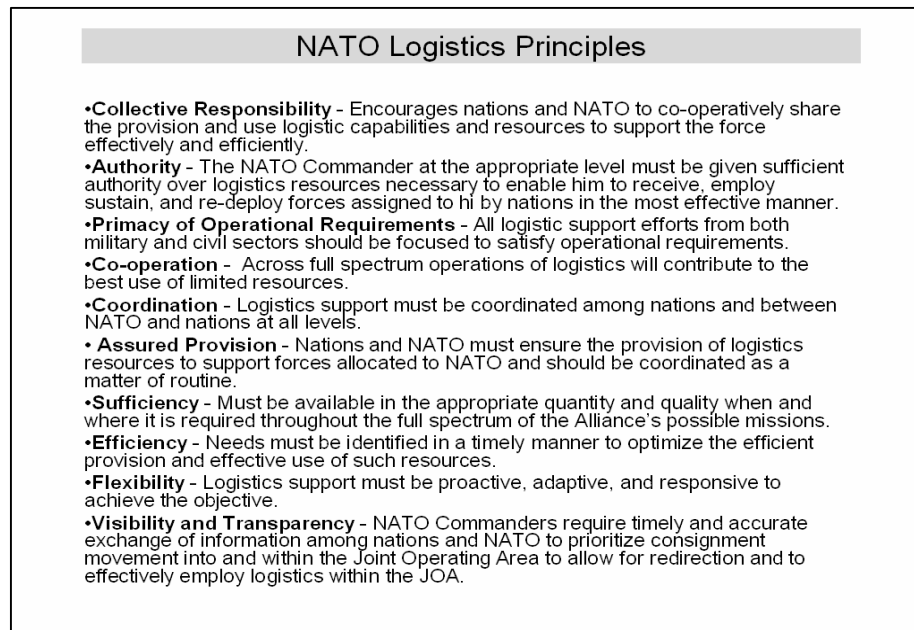 NATO Logistics Principles
•Collective Responsibility - Encourages nations and NATO to co-operatively share
the provision and use logistic capabilities and resources to support the force
effectively and efficiently.
•Authority - The NATO Commander at the appropriate level must be given sufficient
authority over logistics resources necessary to enable him to receive, employ
sustain, and re-deploy forces assigned to hi by nations in the most effective manner.
•Primacy of Operational Requirements - All logistic support efforts from both
military and civil sectors should be focused to satisfy operational requirements.
•Co-operation - Across full spectrum operations of logistics will contribute to the
best use of limited resources.
•Coordination - Logistics support must be coordinated among nations and between
NATO and nations at all levels.
• Assured Provision - Nations and NATO must ensure the provision of logistics
resources to support forces allocated to NATO and should be coordinated as a
matter of routine.
•Sufficiency - Must be available in the appropriate quantity and quality when and
where it is required throughout the full spectrum of the Alliance's possible missions.
•Efficiency - Needs must be identified in a timely manner to optimize the efficient
provision and effective use of such resources.
•Flexibility - Logistics support must be proactive, adaptive, and responsive to
achieve the objective.
•Visibility and Transparency - NATO Commanders require timely and accurate
exchange of information among nations and NATO to prioritize consignment
movement into and within the Joint Operating Area to allow for redirection and to
effectively employ logistics within the JOA.